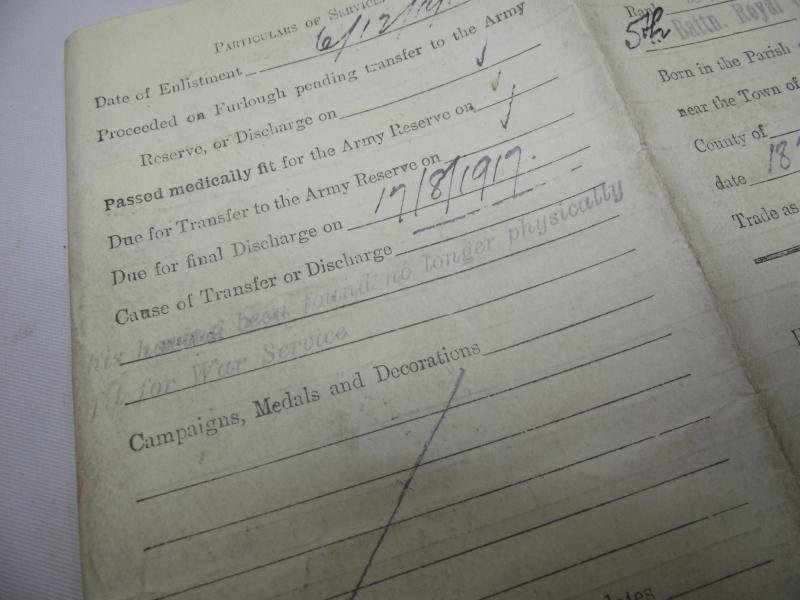 PARTICULARS OF SERVICE
Date of Enlistment 6/12/19
Proceeded on Furlough pending transfer to the Army
Reserve, or Discharge on
Passed medically fit for the Army Reserve on
Due for Transfer to the Army Reserve on
Due for final Discharge on 17/8/1917.
Cause of Transfer or Discharge
his having been found no longer physically
fit for War Service
Campaigns, Medals and Decorations
Rank
5th Battn. Royal
Born in the Parish
near the Town of
County of
date 18
Trade as